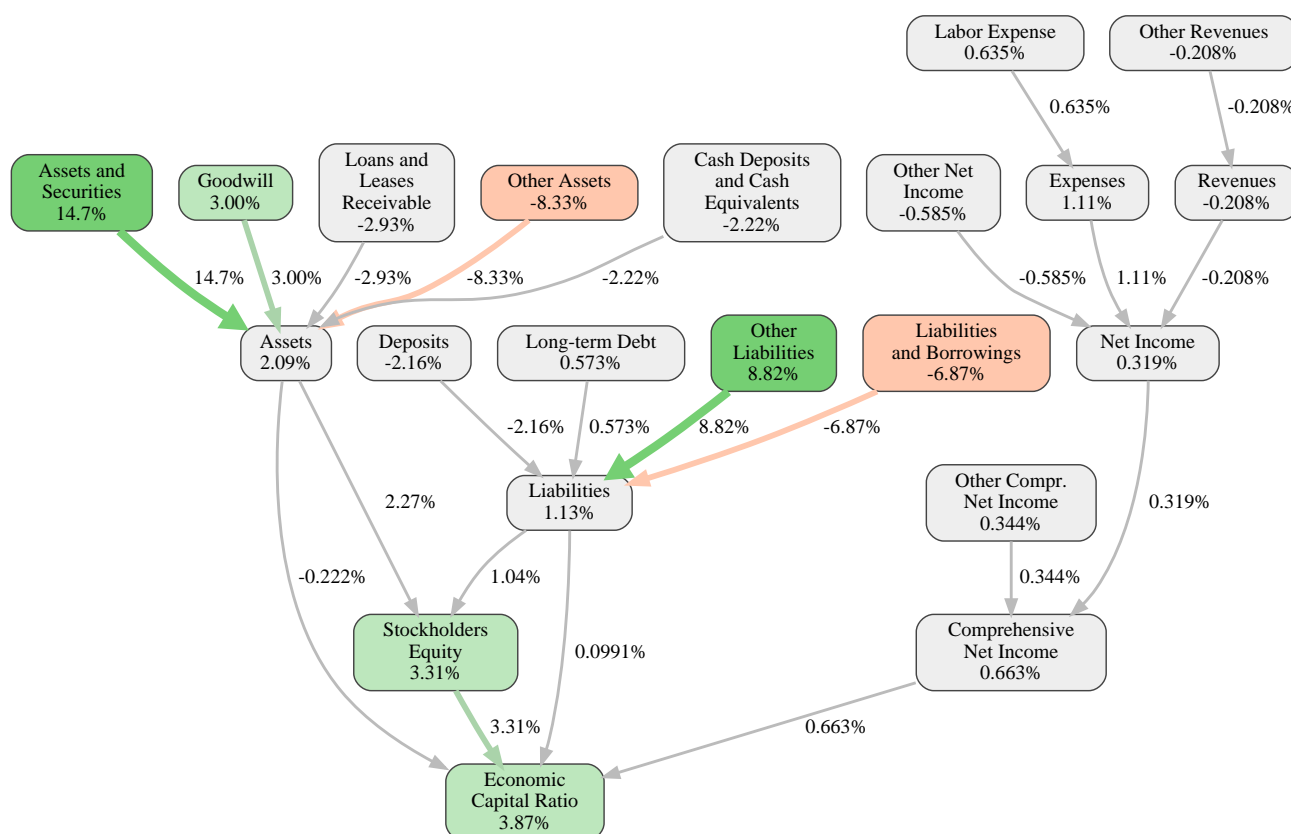 Labor Expense
0.635%
Other Revenues
-0.208%
0.635%
-0.208%
Assets and
Securities
14.7%
Goodwill
3.00%
Loans and
Leases
Receivable
-2.93%
Other Assets
-8.33%
Cash Deposits
and Cash
Equivalents
-2.22%
Other Net
Income
-0.585%
Expenses
1.11%
Revenues
-0.208%
14.7%
3.00%
-2.93%
-8.33%
-2.22%
-0.585%
1.11%
-0.208%
Assets
2.09%
Deposits
-2.16%
Long-term Debt
0.573%
Other
Liabilities
8.82%
Liabilities
and Borrowings
-6.87%
Net Income
0.319%
-2.16%
0.573%
8.82%
-6.87%
2.27%
Liabilities
1.13%
Other Compr.
Net Income
0.344%
0.319%
-0.222%
1.04%
0.344%
Stockholders
Equity
3.31%
0.0991%
Comprehensive
Net Income
0.663%
3.31%
0.663%
Economic
Capital Ratio
3.87%